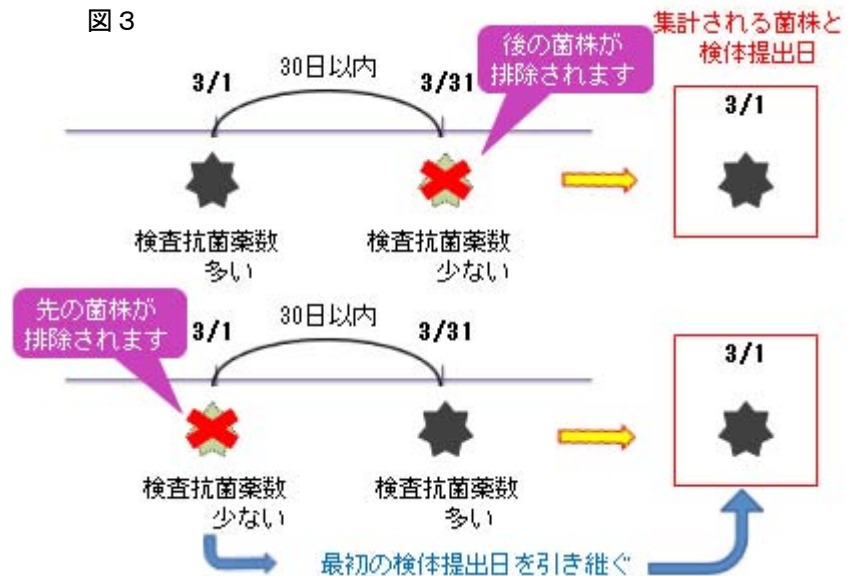 図３
集計される菌株と
検体提出日
後の菌株が
排除されます
30日以内
3/1
3/31
3/1
検査抗菌薬数
多い
検査抗菌薬数
少ない
先の菌株が
排除されます
30日以内
3/1
3/31
3/1
検査抗菌薬数
少ない
検査抗菌薬数
多い
最初の検体提出日を引き継ぐ